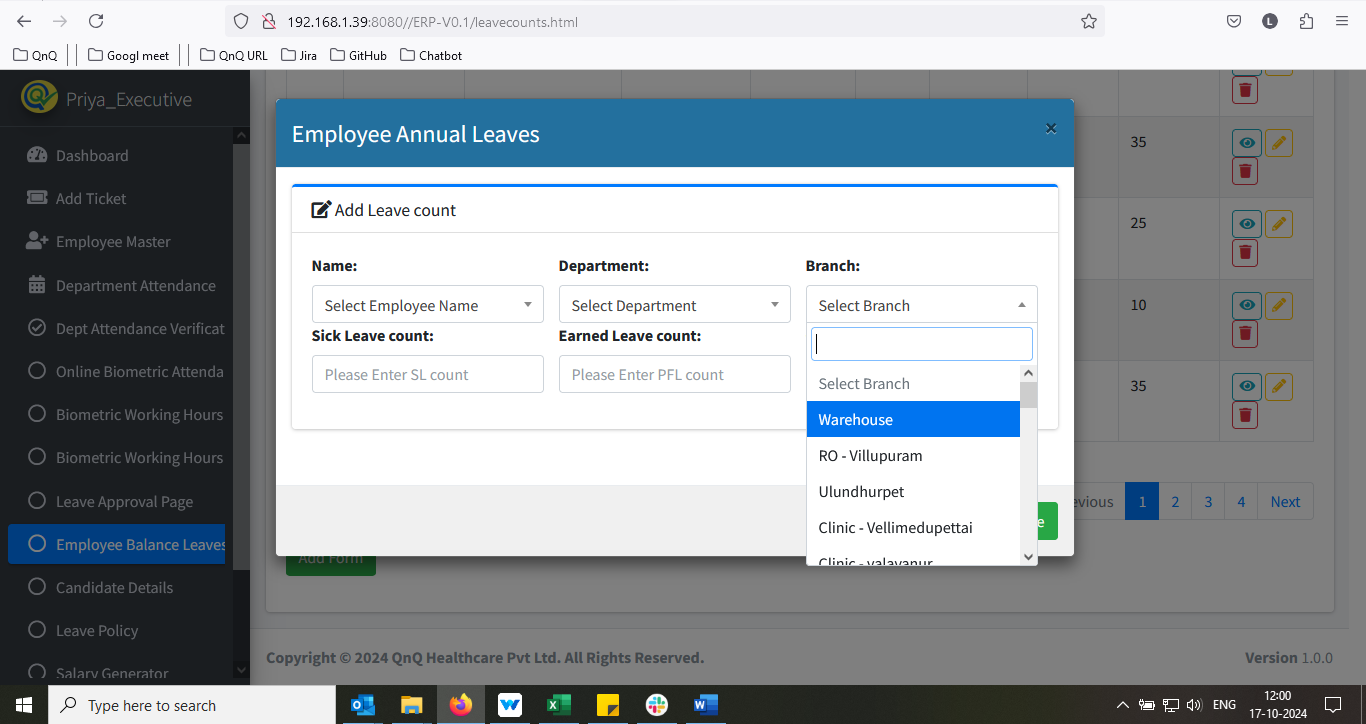 192.168.1.39:8080//ERP-V0.1/leavecounts.html
L
QnQ
Googl meet
QnQ URL
Jira
GitHub
Chatbot
Priya_Executive
Dashboard
Add Ticket
Employee Master
Department Attendance
Dept Attendance Verificat
Online Biometric Attenda
Biometric Working Hours
Biometric Working Hours
Leave Approval Page
Employee Balance Leaves
Candidate Details
Leave Policy
Salary Generator
Employee Annual Leaves
×
Add Leave count
Name:
Department:
Branch:
Select Employee Name
Select Department
Select Branch
Sick Leave count:
Earned Leave count:
Please Enter SL count
Please Enter PFL count
Select Branch
Warehouse
RO - Villupuram
Ulundhurpet
Clinic - Vellimedupettai
Clinic - valavanur
e
35
25
10
35
evious
1
2
3
4
Next
Add Form
Copyright © 2024 QnQ Healthcare Pvt Ltd. All Rights Reserved.
Version 1.0.0
Type here to search
ENG
12:00
17-10-2024